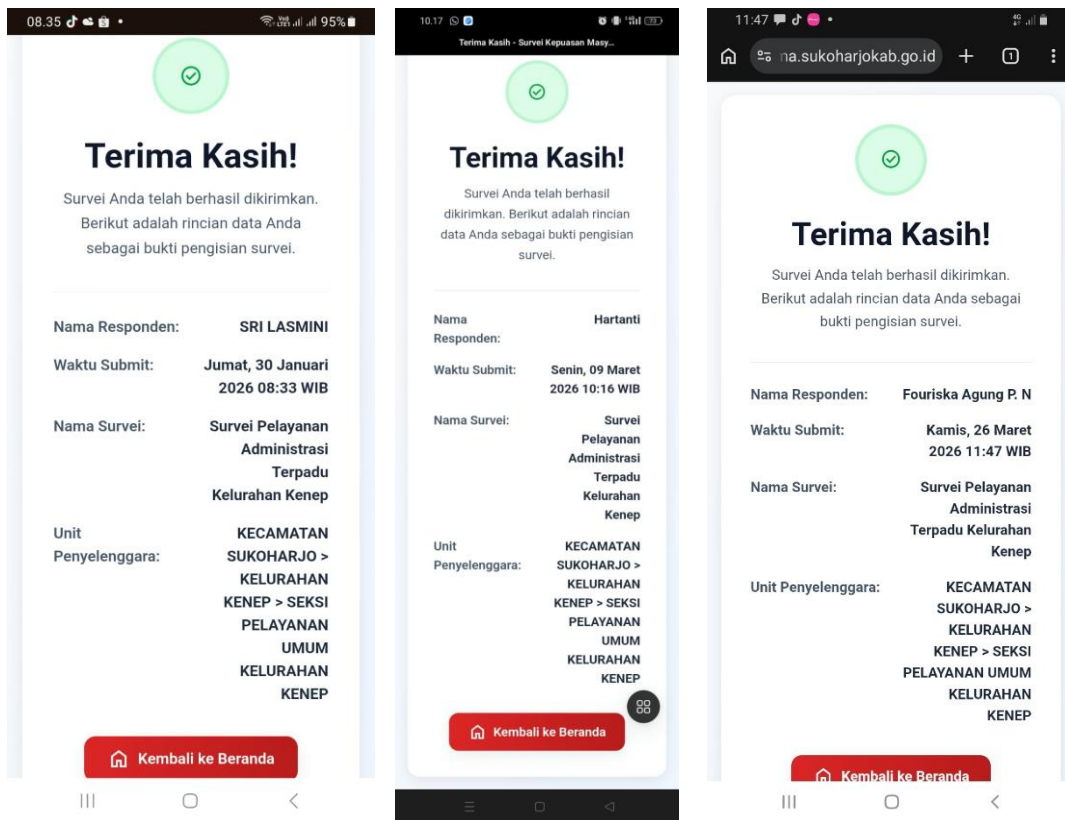 08.35
95%
Terima Kasih!
Survei Anda telah berhasil dikirimkan.
Berikut adalah rincian data Anda
sebagai bukti pengisian survei.
Nama Responden: SRI LASMINI
Waktu Submit: Jumat, 30 Januari
2026 08:33 WIB
Nama Survei: Survei Pelayanan
Administrasi
Terpadu
Kelurahan Kenep
Unit KECAMATAN
Penyelenggara: SUKOHARJO >
KELURAHAN
KENEP > SEKSI
PELAYANAN
UMUM
KELURAHAN
KENEP
Kembali ke Beranda
10.17
Terima Kasih - Survei Kepuasan Masy...
Terima Kasih!
Survei Anda telah berhasil
dikirimkan. Berikut adalah rincian
data Anda sebagai bukti pengisian
survei.
Nama Hartanti
Responden:
Waktu Submit: Senin, 09 Maret
2026 10:16 WIB
Nama Survei: Survei
Pelayanan
Administrasi
Terpadu
Kelurahan
Kenep
Unit KECAMATAN
Penyelenggara: SUKOHARJO >
KELURAHAN
KENEP > SEKSI
PELAYANAN
UMUM
KELURAHAN
KENEP
Kembali ke Beranda
11:47
4G
na.sukoharjokab.go.id
1
Terima Kasih!
Survei Anda telah berhasil dikirimkan.
Berikut adalah rincian data Anda sebagai
bukti pengisian survei.
Nama Responden: Fouriska Agung P. N
Waktu Submit: Kamis, 26 Maret
2026 11:47 WIB
Nama Survei: Survei Pelayanan
Administrasi
Terpadu Kelurahan
Kenep
Unit Penyelenggara: KECAMATAN
SUKOHARJO >
KELURAHAN
KENEP > SEKSI
PELAYANAN UMUM
KELURAHAN
KENEP
Kembali ke Beranda